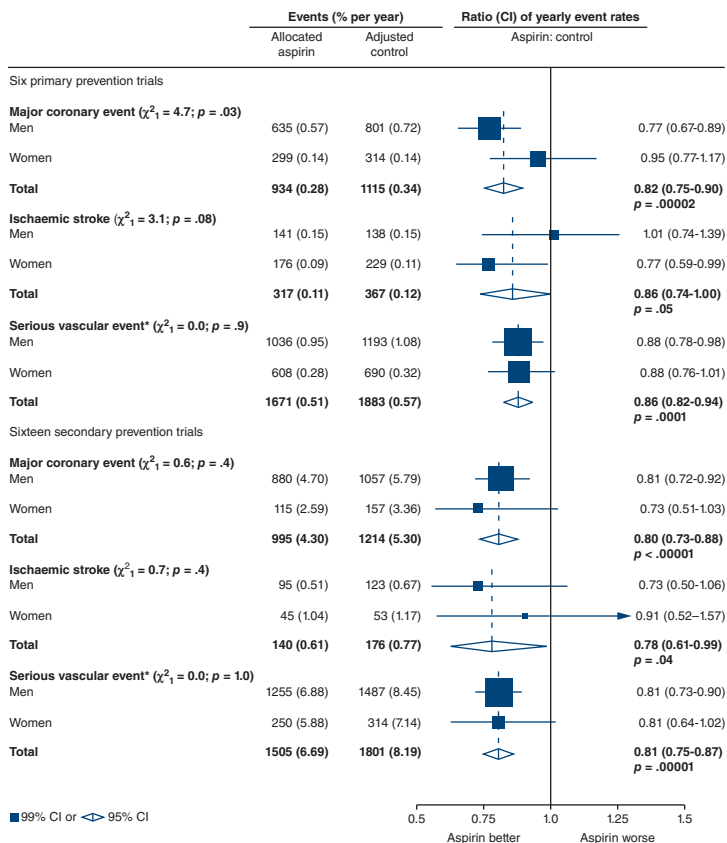 Events (% per year) Ratio (CI) of yearly event rates
Allocated aspirin Adjusted control Aspirin: control
Six primary prevention trials
Major coronary event (χ²₁ = 4.7; p = .03)
Men 635 (0.57) 801 (0.72) 0.77 (0.67-0.89)
Women 299 (0.14) 314 (0.14) 0.95 (0.77-1.17)
Total 934 (0.28) 1115 (0.34) 0.82 (0.75-0.90)
p = .00002
Ischaemic stroke (χ²₁ = 3.1; p = .08)
Men 141 (0.15) 138 (0.15) 1.01 (0.74-1.39)
Women 176 (0.09) 229 (0.11) 0.77 (0.59-0.99)
Total 317 (0.11) 367 (0.12) 0.86 (0.74-1.00)
p = .05
Serious vascular event* (χ²₁ = 0.0; p = .9)
Men 1036 (0.95) 1193 (1.08) 0.88 (0.78-0.98)
Women 608 (0.28) 690 (0.32) 0.88 (0.76-1.01)
Total 1671 (0.51) 1883 (0.57) 0.86 (0.82-0.94)
p = .0001
Sixteen secondary prevention trials
Major coronary event (χ²₁ = 0.6; p = .4)
Men 880 (4.70) 1057 (5.79) 0.81 (0.72-0.92)
Women 115 (2.59) 157 (3.36) 0.73 (0.51-1.03)
Total 995 (4.30) 1214 (5.30) 0.80 (0.73-0.88)
p < .00001
Ischaemic stroke (χ²₁ = 0.7; p = .4)
Men 95 (0.51) 123 (0.67) 0.73 (0.50-1.06)
Women 45 (1.04) 53 (1.17) 0.91 (0.52–1.57)
Total 140 (0.61) 176 (0.77) 0.78 (0.61-0.99)
p = .04
Serious vascular event* (χ²₁ = 0.0; p = 1.0)
Men 1255 (6.88) 1487 (8.45) 0.81 (0.73-0.90)
Women 250 (5.88) 314 (7.14) 0.81 (0.64-1.02)
Total 1505 (6.69) 1801 (8.19) 0.81 (0.75-0.87)
p = .00001
99% CI or 95% CI
0.5 0.75 1.0 1.25 1.5
Aspirin better Aspirin worse